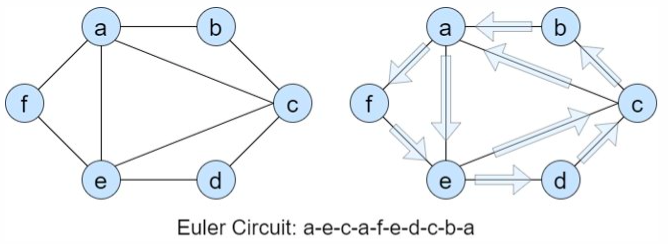 a b a b
f c f c
e d e d
Euler Circuit: a-e-c-a-f-e-d-c-b-a